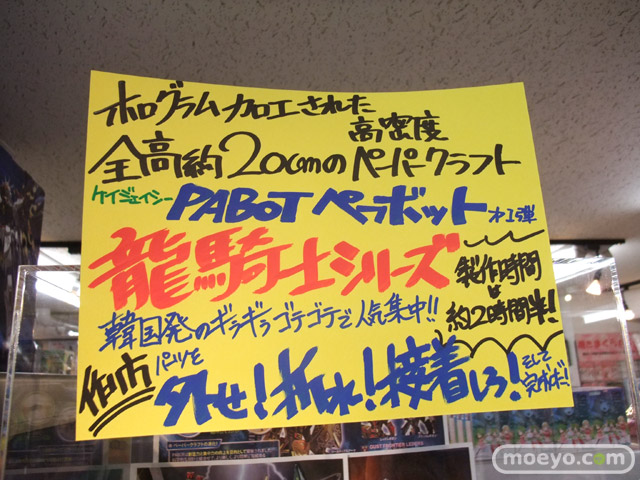 ホログラム加工された
高密度
全高約20cmのペーパークラフト
ケイジェイシー PABOT ペーボット 才1弾
龍騎士シリーズ
製作時間
は
約2時間半!
韓国発のギラギラゴテゴテで人気集中!!
パーツを
外せ!折れ!接着しろ!
そして
完成だ!
moeyo.com